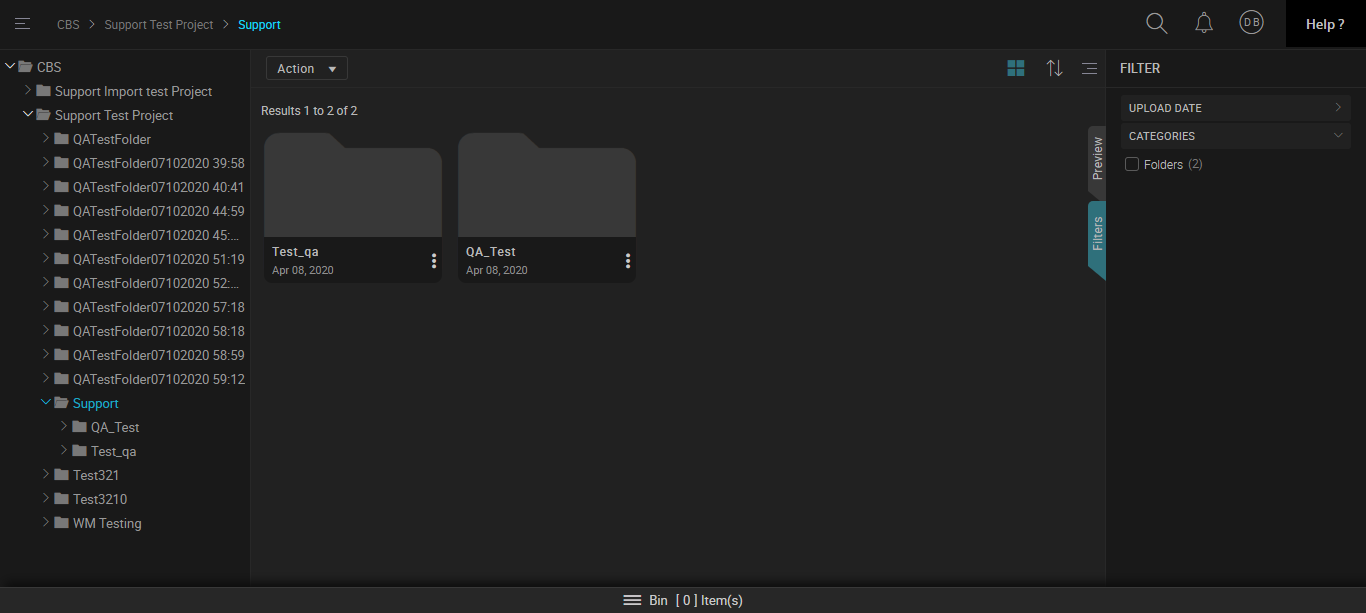 CBS > Support Test Project > Support
DB
Help ?
CBS
Support Import test Project
Support Test Project
QATestFolder
QATestFolder07102020 39:58
QATestFolder07102020 40:41
QATestFolder07102020 44:59
QATestFolder07102020 45:...
QATestFolder07102020 51:19
QATestFolder07102020 52:...
QATestFolder07102020 57:18
QATestFolder07102020 58:18
QATestFolder07102020 58:59
QATestFolder07102020 59:12
Support
QA_Test
Test_qa
Test321
Test3210
WM Testing
Action
Results 1 to 2 of 2
Test_qa
Apr 08, 2020
QA_Test
Apr 08, 2020
Preview
Filters
FILTER
UPLOAD DATE
CATEGORIES
Folders (2)
Bin [ 0 ] Item(s)